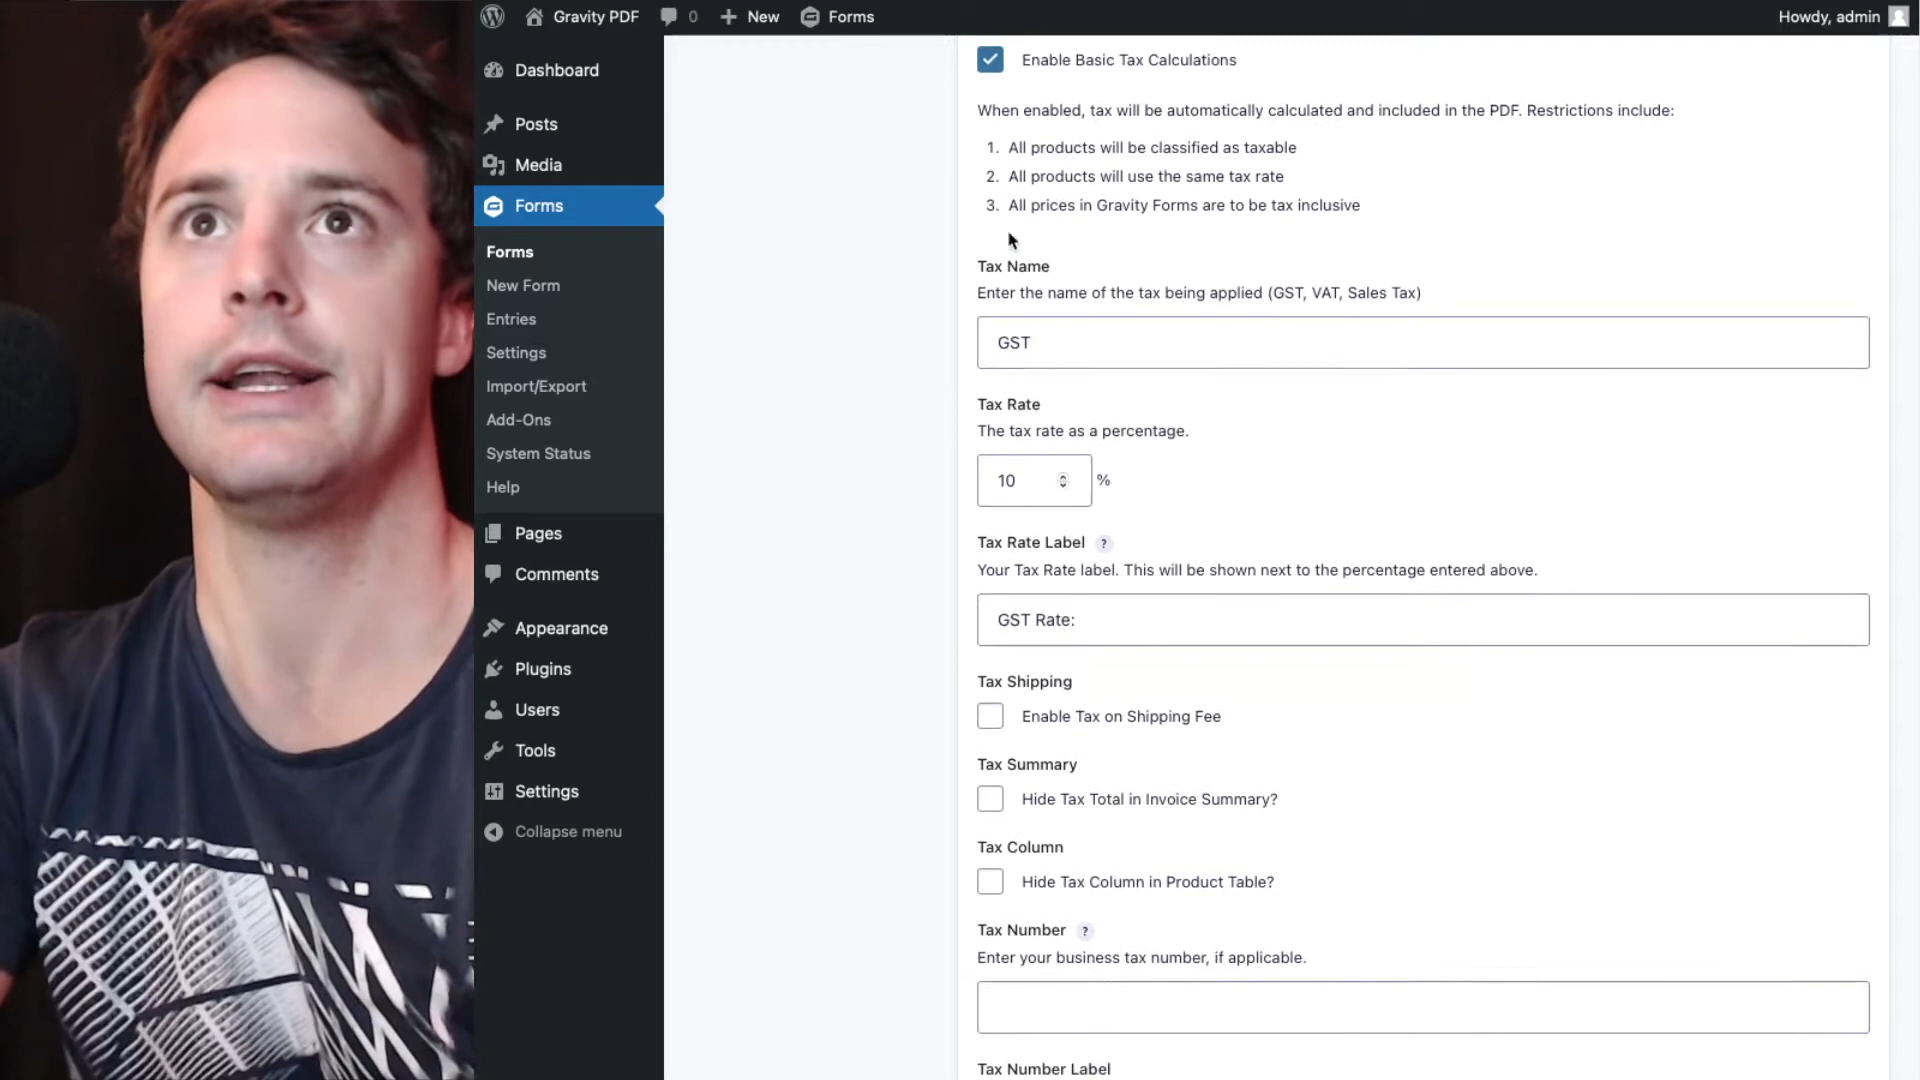 Gravity PDF
0
New
Forms
Howdy, admin
Dashboard
Posts
Media
Forms
Forms
New Form
Entries
Settings
Import/Export
Add-Ons
System Status
Help
Pages
Comments
Appearance
Plugins
Users
Tools
Settings
Collapse menu
Enable Basic Tax Calculations
When enabled, tax will be automatically calculated and included in the PDF. Restrictions include:
1. All products will be classified as taxable
2. All products will use the same tax rate
3. All prices in Gravity Forms are to be tax inclusive
Tax Name
Enter the name of the tax being applied (GST, VAT, Sales Tax)
GST
Tax Rate
The tax rate as a percentage.
10 %
Tax Rate Label ?
Your Tax Rate label. This will be shown next to the percentage entered above.
GST Rate:
Tax Shipping
Enable Tax on Shipping Fee
Tax Summary
Hide Tax Total in Invoice Summary?
Tax Column
Hide Tax Column in Product Table?
Tax Number ?
Enter your business tax number, if applicable.
Tax Number Label